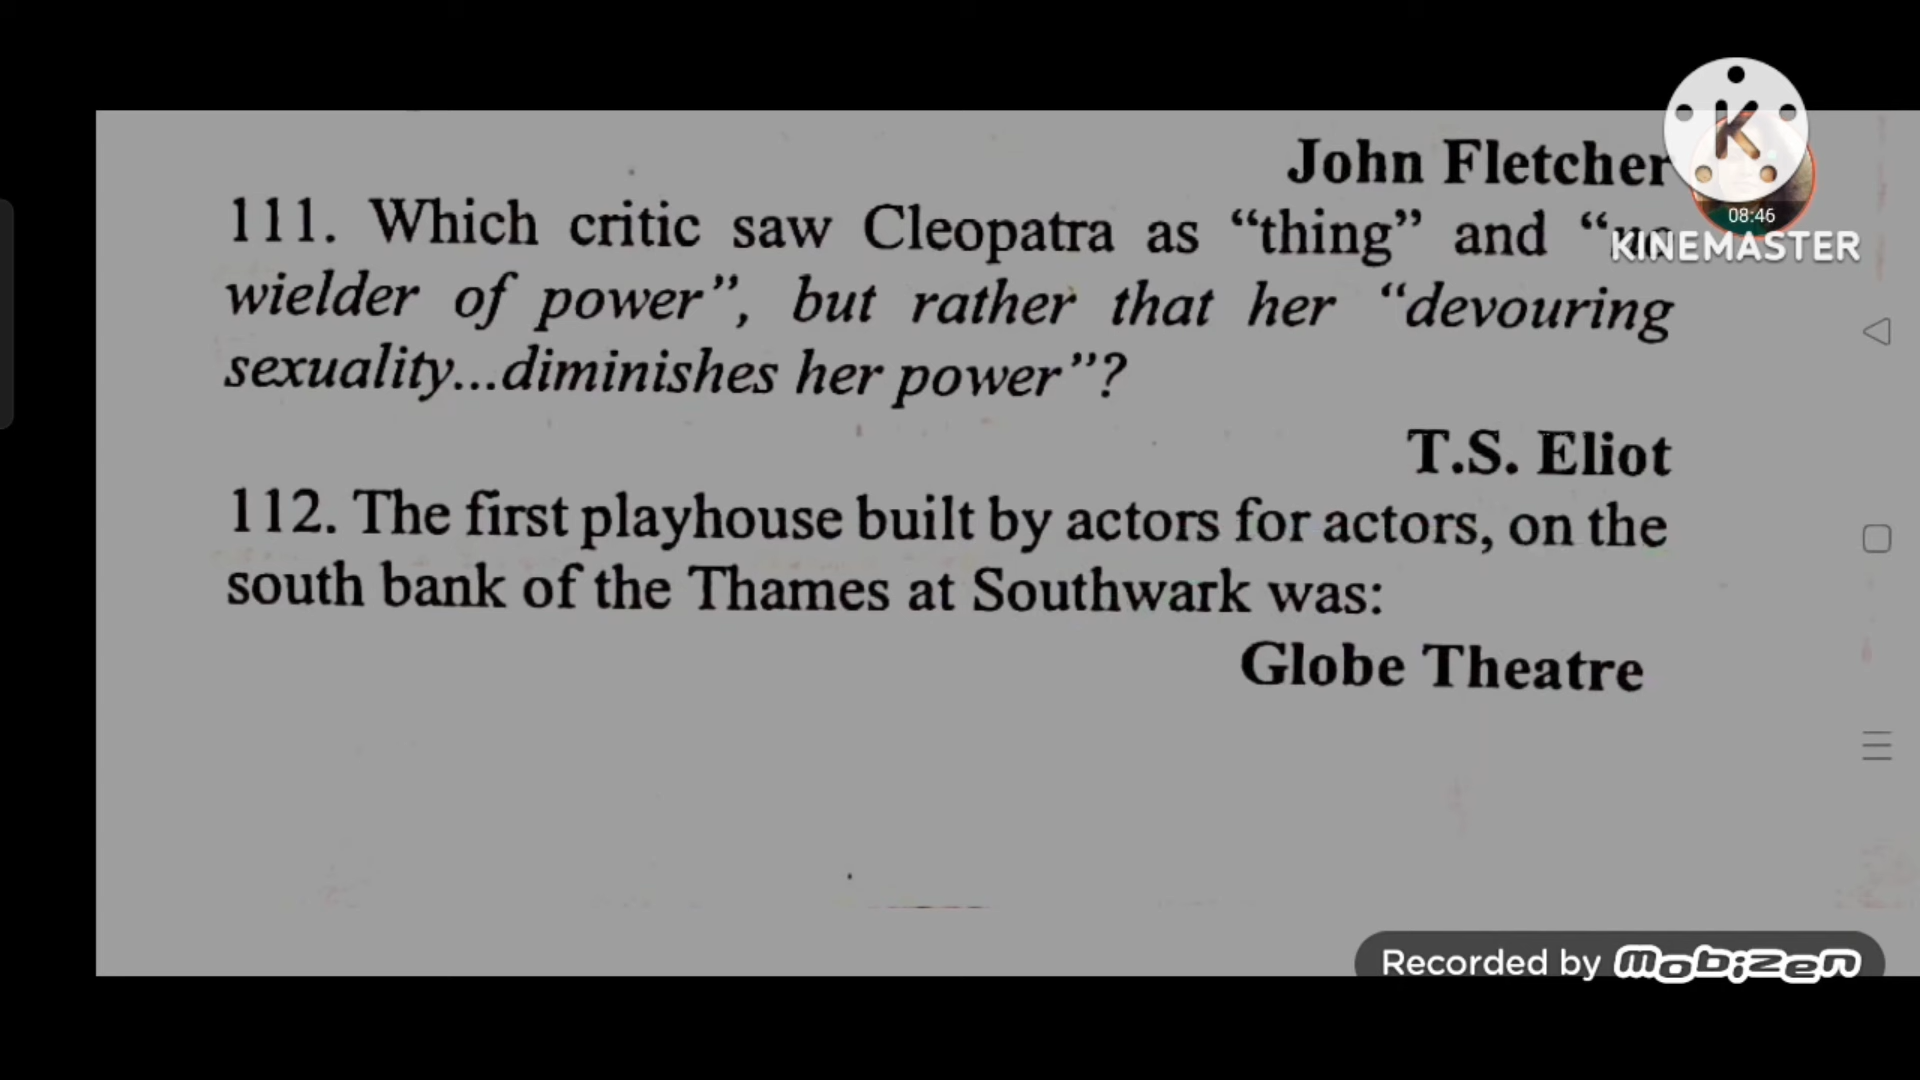 John Fletcher
08:46
111. Which critic saw Cleopatra as “thing” and “
KINEMASTER
wielder of power”, but rather that her “devouring
sexuality...diminishes her power”?
T.S. Eliot
112. The first playhouse built by actors for actors, on the
south bank of the Thames at Southwark was:
Globe Theatre
Recorded by mobizen